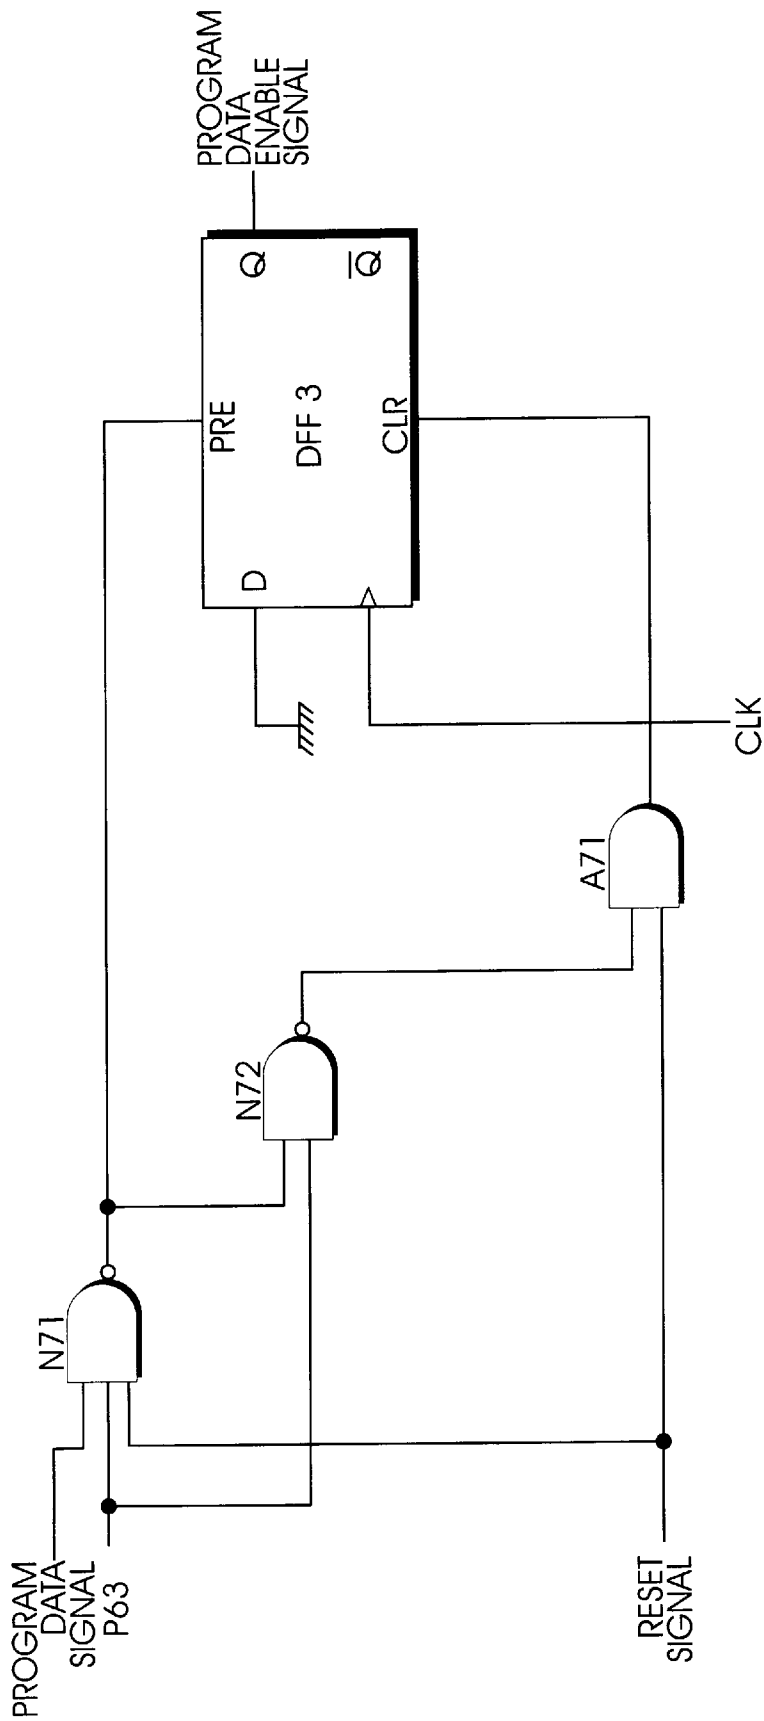 PROGRAM
DATA
SIGNAL
P63
RESET
SIGNAL
N71
N72
A71
CLK
D
PRE
DFF 3
CLR
Q
Q̅
PROGRAM
DATA
ENABLE
SIGNAL